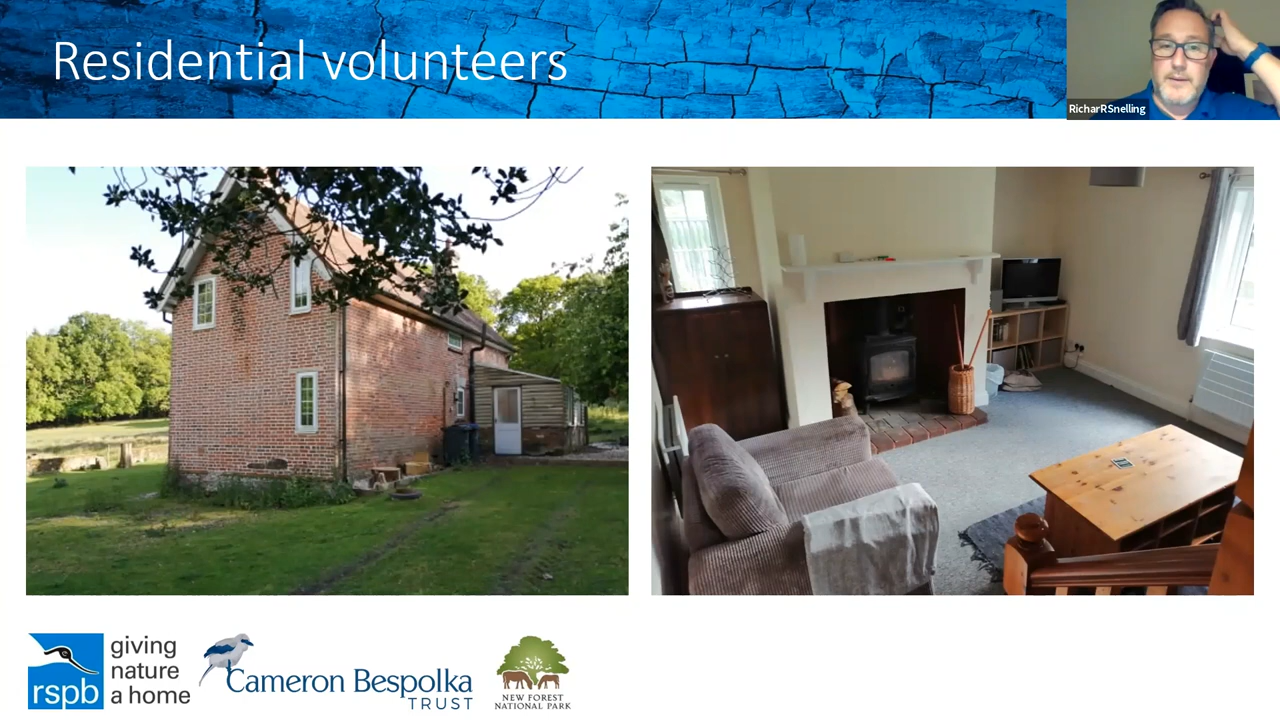 Residential volunteers
RicharRSnelling
rspb
giving
nature
a home
Cameron Bespolka
TRUST
NEW FOREST
NATIONAL PARK